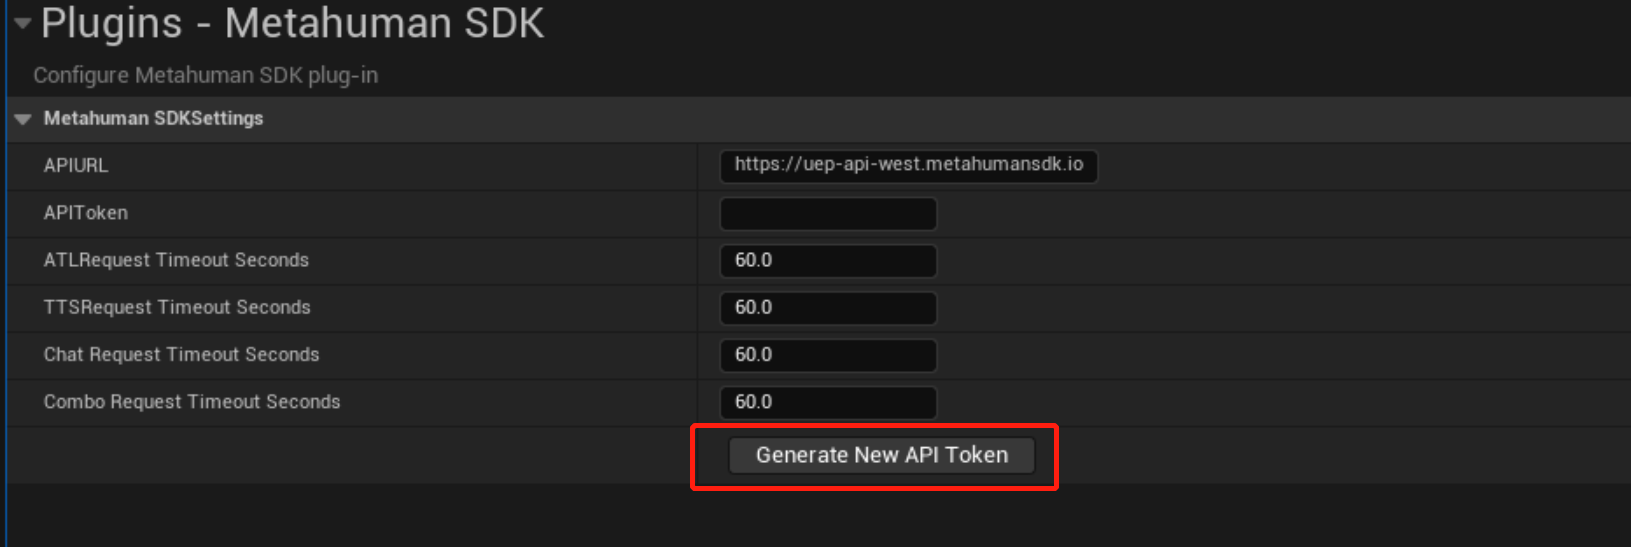 Plugins - Metahuman SDK
Configure Metahuman SDK plug-in
Metahuman SDKSettings
APIURL https://uep-api-west.metahumansdk.io
APIToken
ATLRequest Timeout Seconds 60.0
TTSRequest Timeout Seconds 60.0
Chat Request Timeout Seconds 60.0
Combo Request Timeout Seconds 60.0
Generate New API Token